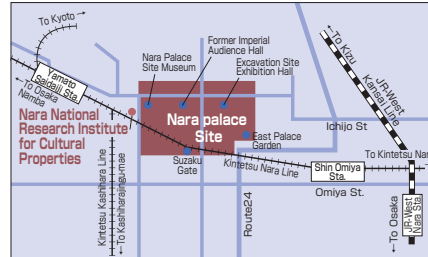 To Kyoto
Former Imperial
Audience Hall
Nara Palace
Site Museum
Excavation Site
Exhibition Hall
To Kizu
JR-West
Kansai Line
Yamato
Saidaiji Sta.
To Osaka
Namba
Nara National
Research Institute
for Cultural
Properties
Nara palace
Site
Ichijo St
East Palace
Garden
Suzaku
Gate
Kintetsu Nara Line
To Kintetsu Nar
Shin Omiya
Sta.
Omiya St.
Kintetsu Kashihara Line
To Kashiharajingu-mae
Route24
To Osaka
JR-West
Nara Sta.